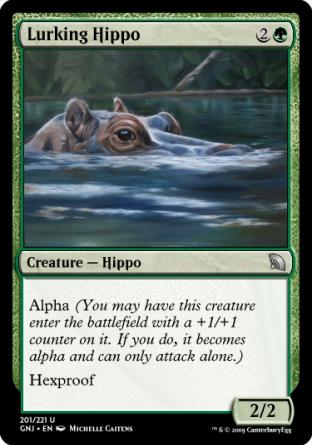 Lurking Hippo 2
Creature — Hippo
Alpha (You may have this creature
enter the battlefield with a +1/+1
counter on it. If you do, it becomes
alpha and can only attack alone.)
Hexproof
2/2
201/221 U
GNJ • EN Michelle Caitens
™ & © 2009 CanterburyEgg